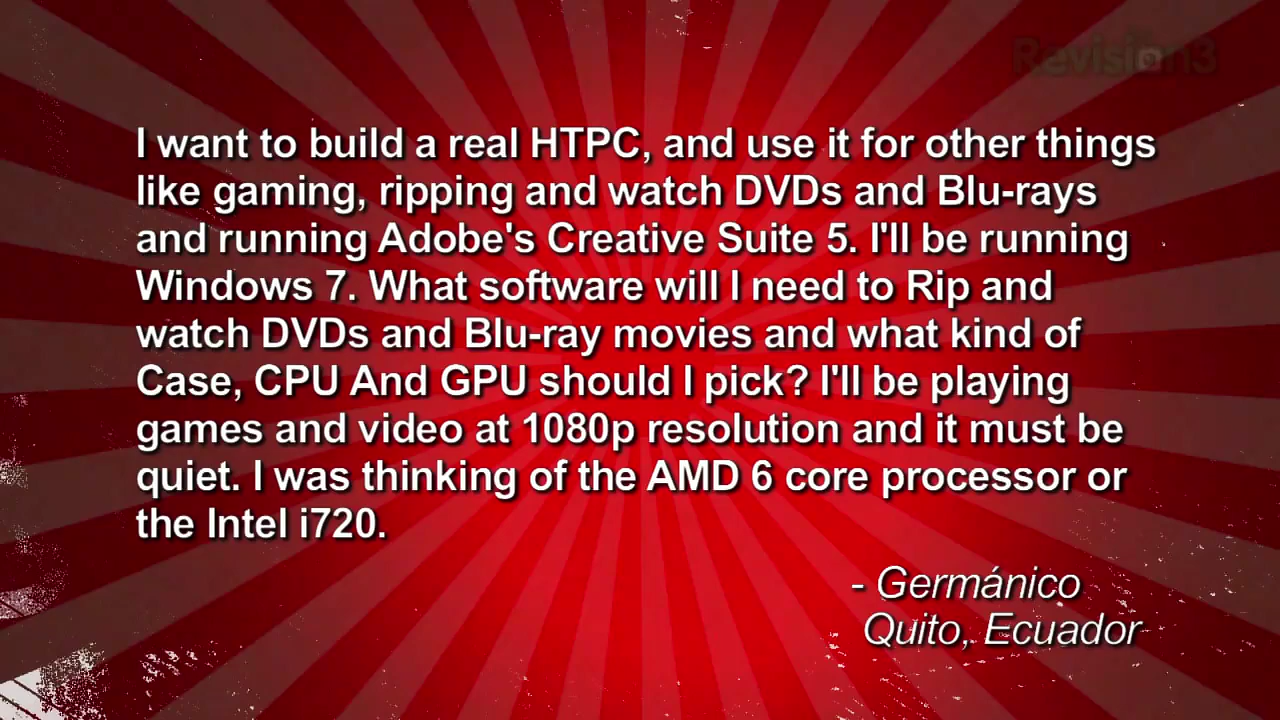 Revision3
I want to build a real HTPC, and use it for other things
like gaming, ripping and watch DVDs and Blu-rays
and running Adobe's Creative Suite 5. I'll be running
Windows 7. What software will I need to Rip and
watch DVDs and Blu-ray movies and what kind of
Case, CPU And GPU should I pick? I'll be playing
games and video at 1080p resolution and it must be
quiet. I was thinking of the AMD 6 core processor or
the Intel i720.
- Germánico
Quito, Ecuador